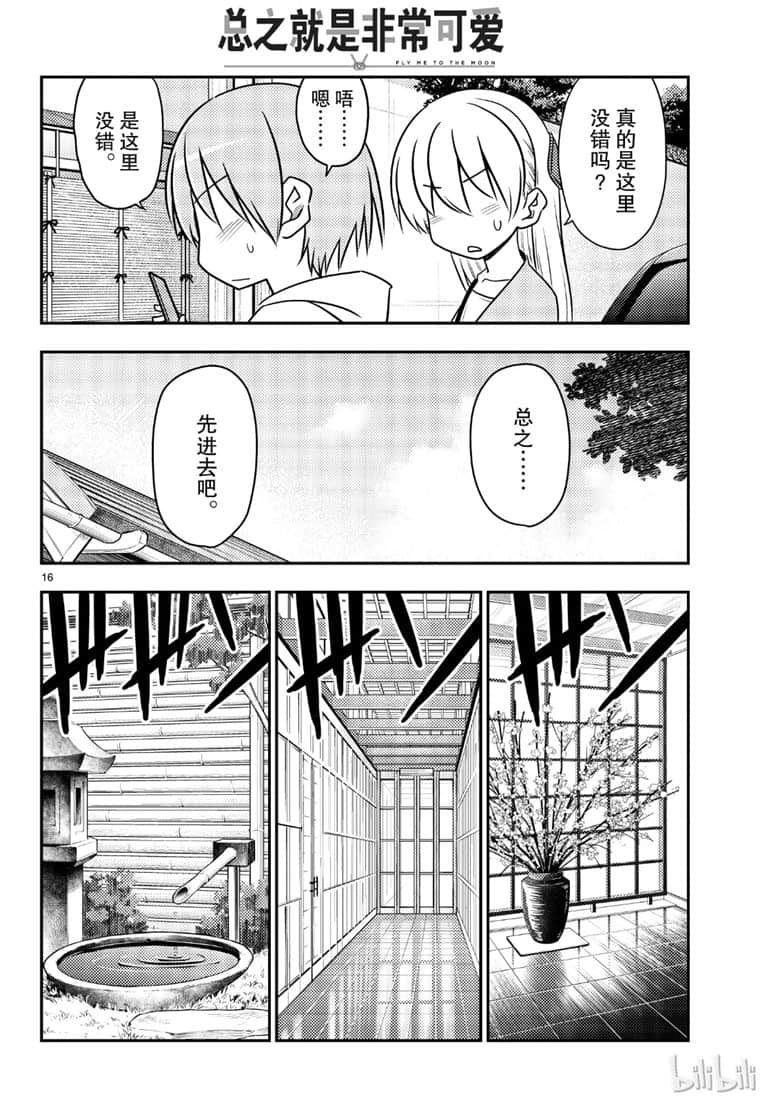 总之就是非常可爱
FLY ME TO THE MOON
真的是这里
没错吗？
唔……
嗯……
是这里
没错。
总之……
先进去吧。
16
bilibili